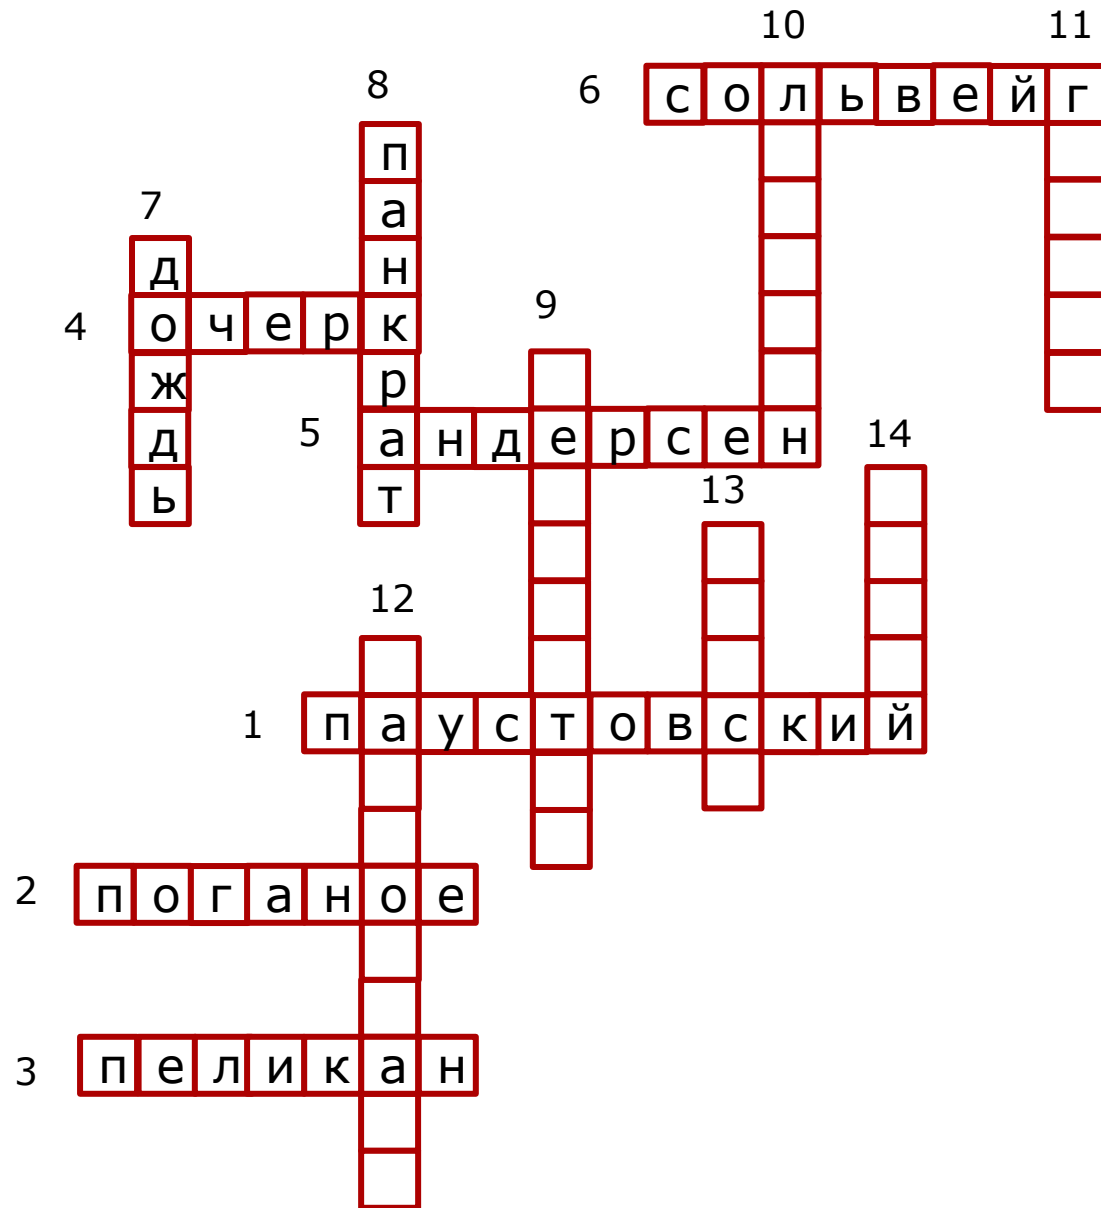 10 11
8
6 сольвейг
п
а
7
д н
9
4 очерк
ж р
д 5 андерсен 14
ь т 13
12
1 паустовский
2 поганое
3 пеликан